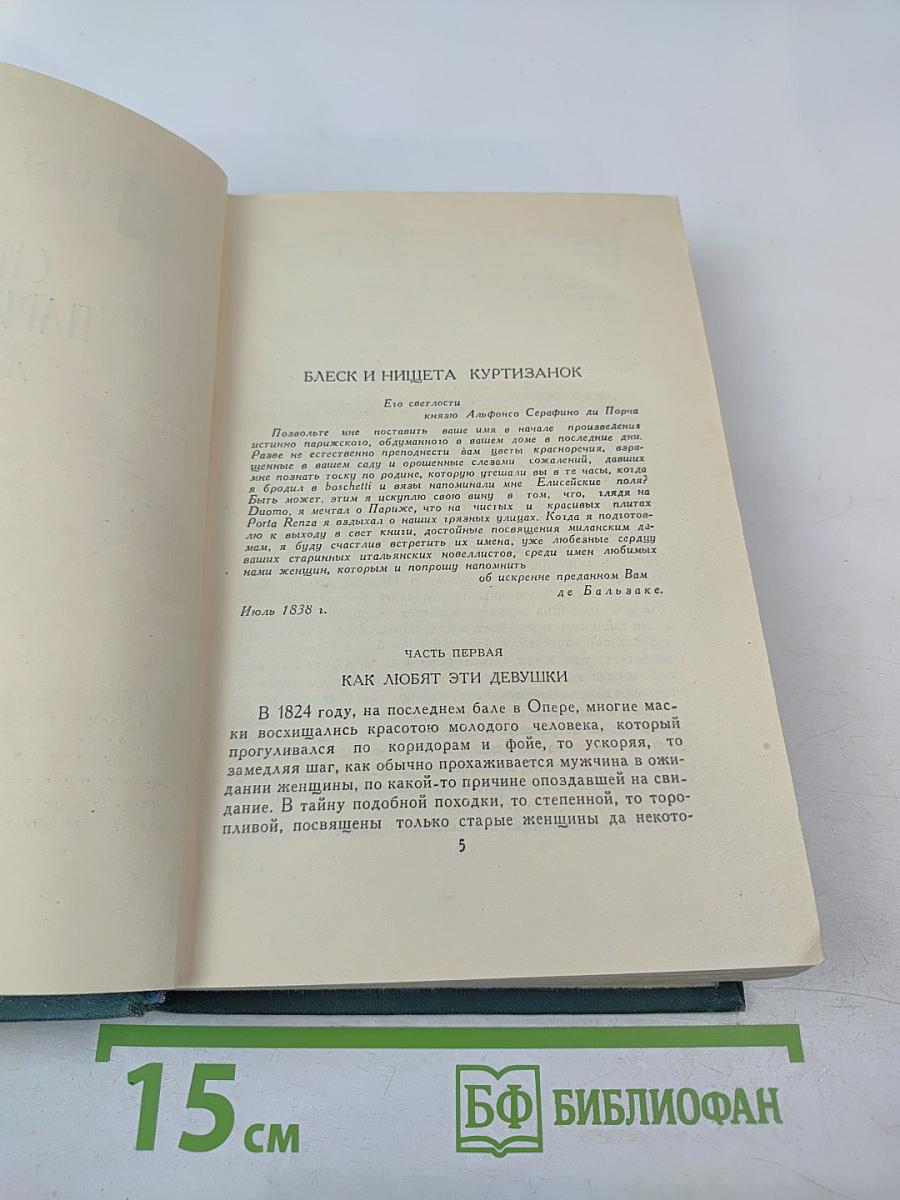 БЛЕСК И НИЩЕТА КУРТИЗАНОК
Его светлости
князю Альфонсо Серафино ди Порчa
Позвольте мне поставить ваше имя в начале произведения
истинно парижского, обдуманного в вашем доме в последние дни.
Разве не естественно преподнести вам цветы красноречия, взра-
щенные в вашем саду и орошенные слезами сожалений, давших
мне познать тоску по родине, которую утешали вы в те часы, когда
я бродил в boschetti и вязы напоминали мне Елисейские поля?
Быть может, этим я искуплю свою вину в том, что, глядя на
Duomo, я мечтал о Париже, что на чистых и красивых плитах
Porta Renza я вздыхал о наших грязных улицах. Когда я подготов-
лю к выходу в свет книги, достойные посвящения миланским да-
мам, я буду счастлив встретить их имена, уже любезные сердцу
ваших старинных итальянских новеллистов, среди имен любимых
нами женщин, которым и попрошу напомнить
об искренне преданном Вам
де Бальзаке.
Июль 1838 г.
ЧАСТЬ ПЕРВАЯ
КАК ЛЮБЯТ ЭТИ ДЕВУШКИ
В 1824 году, на последнем бале в Опере, многие мас-
ки восхищались красотою молодого человека, который
прогуливался по коридорам и фойе, то ускоряя, то
замедляя шаг, как обычно прохаживается мужчина в ожи-
дании женщины, по какой-то причине опоздавшей на сви-
дание. В тайну подобной походки, то степенной, то торо-
пливой, посвящены только старые женщины да некото-
5
15 см
БФ БИБЛИОФАН